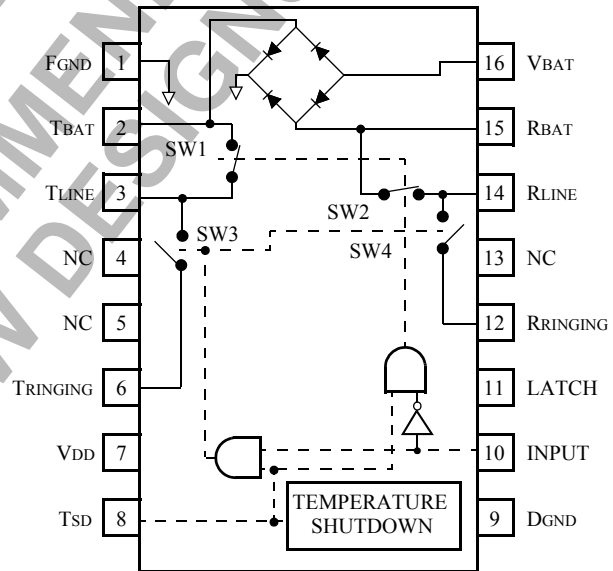 FGND 1
16 VBAT
TBAT 2
15 RBAT
SW1
TLINE 3
14 RLINE
SW2
SW3
SW4
NC 4
13 NC
NC 5
12 RRINGING
TRINGING 6
11 LATCH
VDD 7
10 INPUT
TSD 8
TEMPERATURE
SHUTDOWN
9 DGND